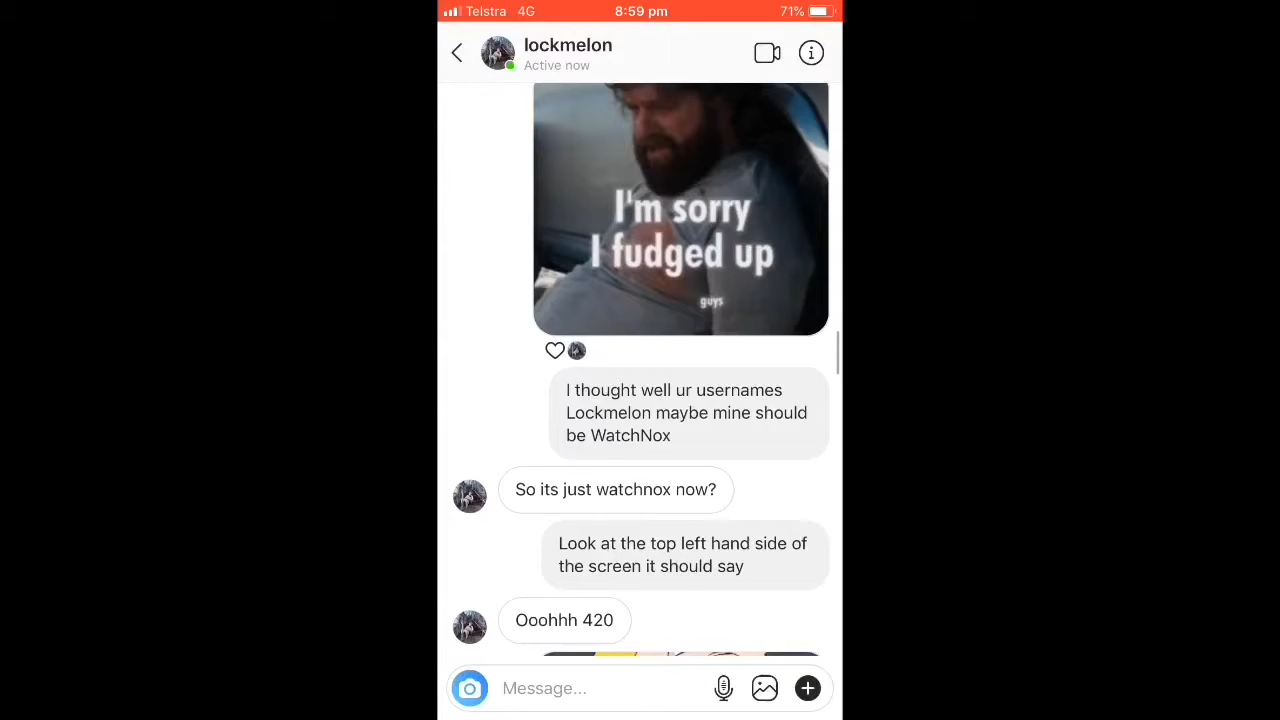 Telstra 4G 8:59 pm 71%
lockmelon
Active now
I'm sorry
I fudged up
guys
I thought well ur usernames
Lockmelon maybe mine should
be WatchNox
So its just watchnox now?
Look at the top left hand side of
the screen it should say
Ooohhh 420
Message...